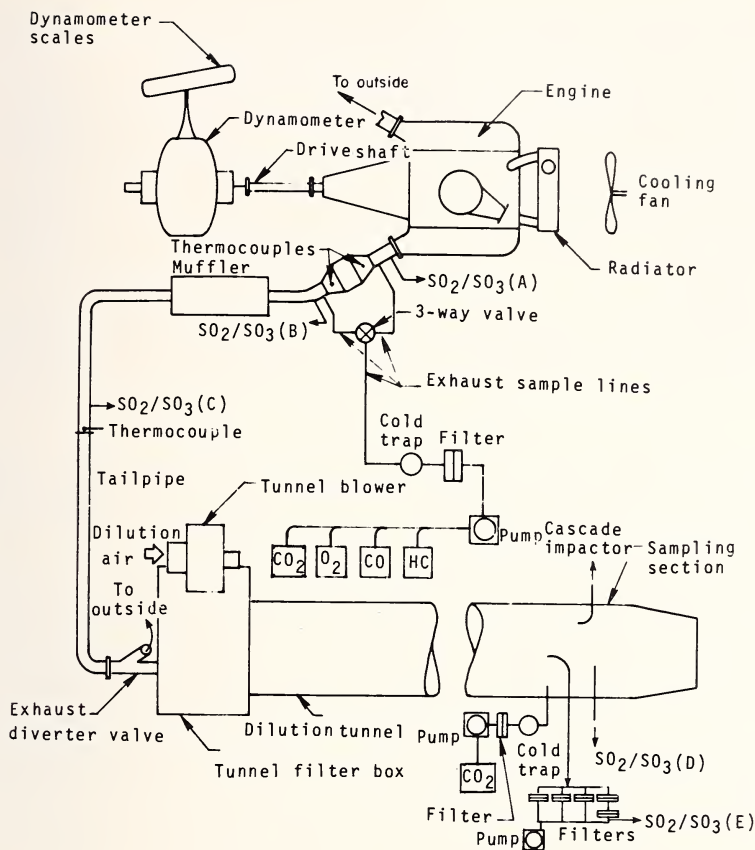 Dynamometer
scales
To outside
Engine
Dynamometer
Driveshaft
Cooling
fan
Thermocouples
Muffler
Radiator
SO2/SO3(A)
SO2/SO3(B)
3-way valve
Exhaust sample lines
SO2/SO3(C)
Thermocouple
Cold
trap
Filter
Tailpipe
Tunnel blower
Dilution
air
CO2
O2
CO
HC
Pump
Cascade
impactor
Sampling
section
To
outside
Exhaust
diverter valve
Dilution tunnel
Tunnel filter box
Pump
CO2
Cold
trap
Filter
SO2/SO3(D)
Pump
Filters
SO2/SO3(E)